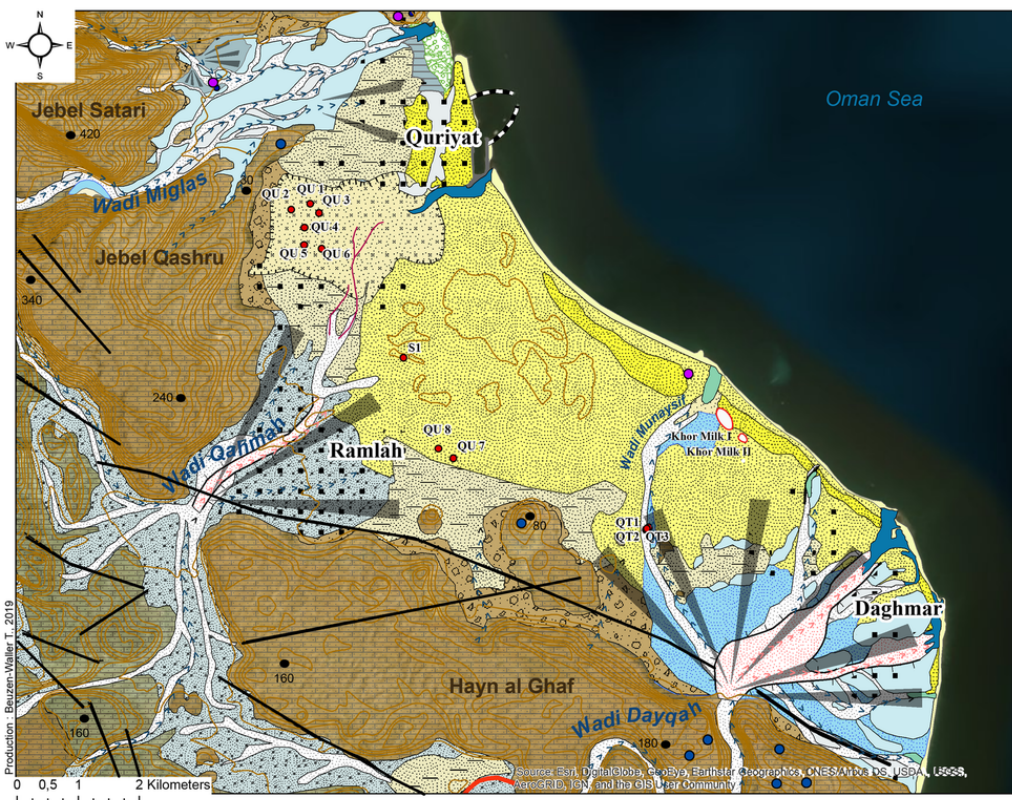 N
W E
S
Oman Sea
Jebel Satari
420
Quriyat
Wadi Miglas
80
QU 2
QU 1
QU 3
QU 4
QU 5
QU 6
Jebel Qashru
340
S1
240
Wadi Munaysif
QU 8
QU 7
Khor Milk I
Khor Milk II
Wadi Qahmah
Ramlah
80
QT1
QT2 QT3
Daghmar
160
Hayn al Ghaf
Wadi Dayqah
160
180
Production : Beuzen-Waller T., 2019
0 0,5 1 2 Kilometers
Source: Esri, DigitalGlobe, GeoEye, Earthstar Geographics, CNES/Airbus DS, USDA, USGS,
AeroGRID, IGN, and the GIS User Community